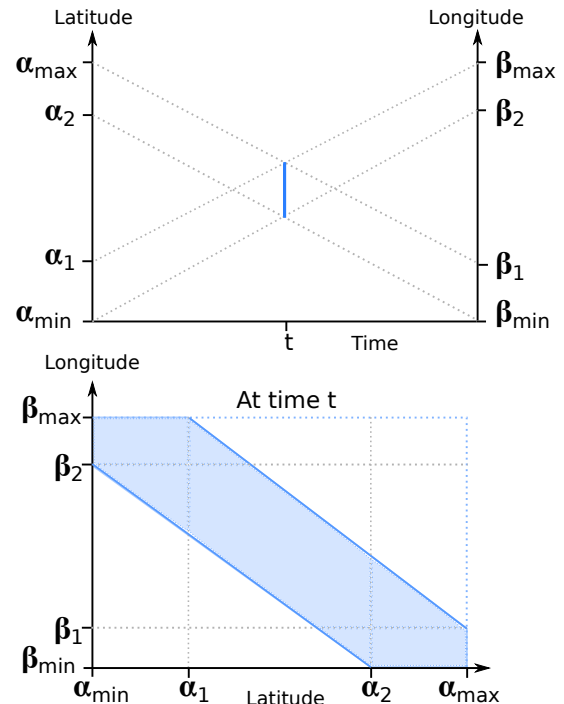 Latitude Longitude
αmax βmax
α2 β2
α1 β1
αmin βmin
t Time
Longitude
At time t
βmax
β2
β1
βmin
αmin α1 Latitude α2 αmax